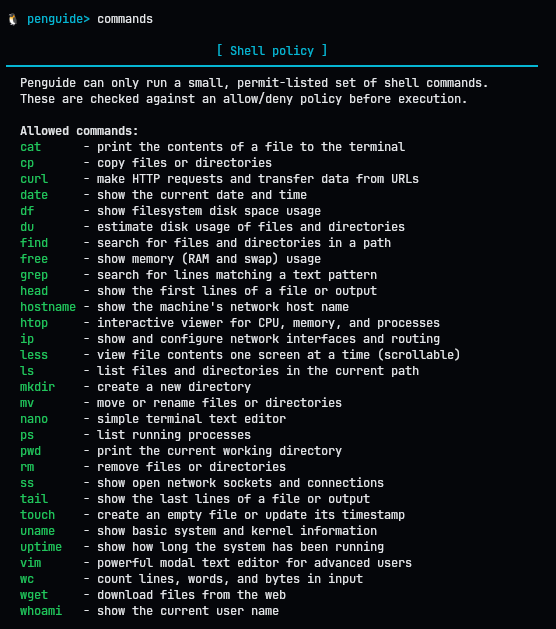 penguide> commands
[ Shell policy ]
Penguide can only run a small, permit-listed set of shell commands.
These are checked against an allow/deny policy before execution.
Allowed commands:
cat - print the contents of a file to the terminal
cp - copy files or directories
curl - make HTTP requests and transfer data from URLs
date - show the current date and time
df - show filesystem disk space usage
du - estimate disk usage of files and directories
find - search for files and directories in a path
free - show memory (RAM and swap) usage
grep - search for lines matching a text pattern
head - show the first lines of a file or output
hostname - show the machine's network host name
htop - interactive viewer for CPU, memory, and processes
ip - show and configure network interfaces and routing
less - view file contents one screen at a time (scrollable)
ls - list files and directories in the current path
mkdir - create a new directory
mv - move or rename files or directories
nano - simple terminal text editor
ps - list running processes
pwd - print the current working directory
rm - remove files or directories
ss - show open network sockets and connections
tail - show the last lines of a file or output
touch - create an empty file or update its timestamp
uname - show basic system and kernel information
uptime - show how long the system has been running
vim - powerful modal text editor for advanced users
wc - count lines, words, and bytes in input
wget - download files from the web
whoami - show the current user name